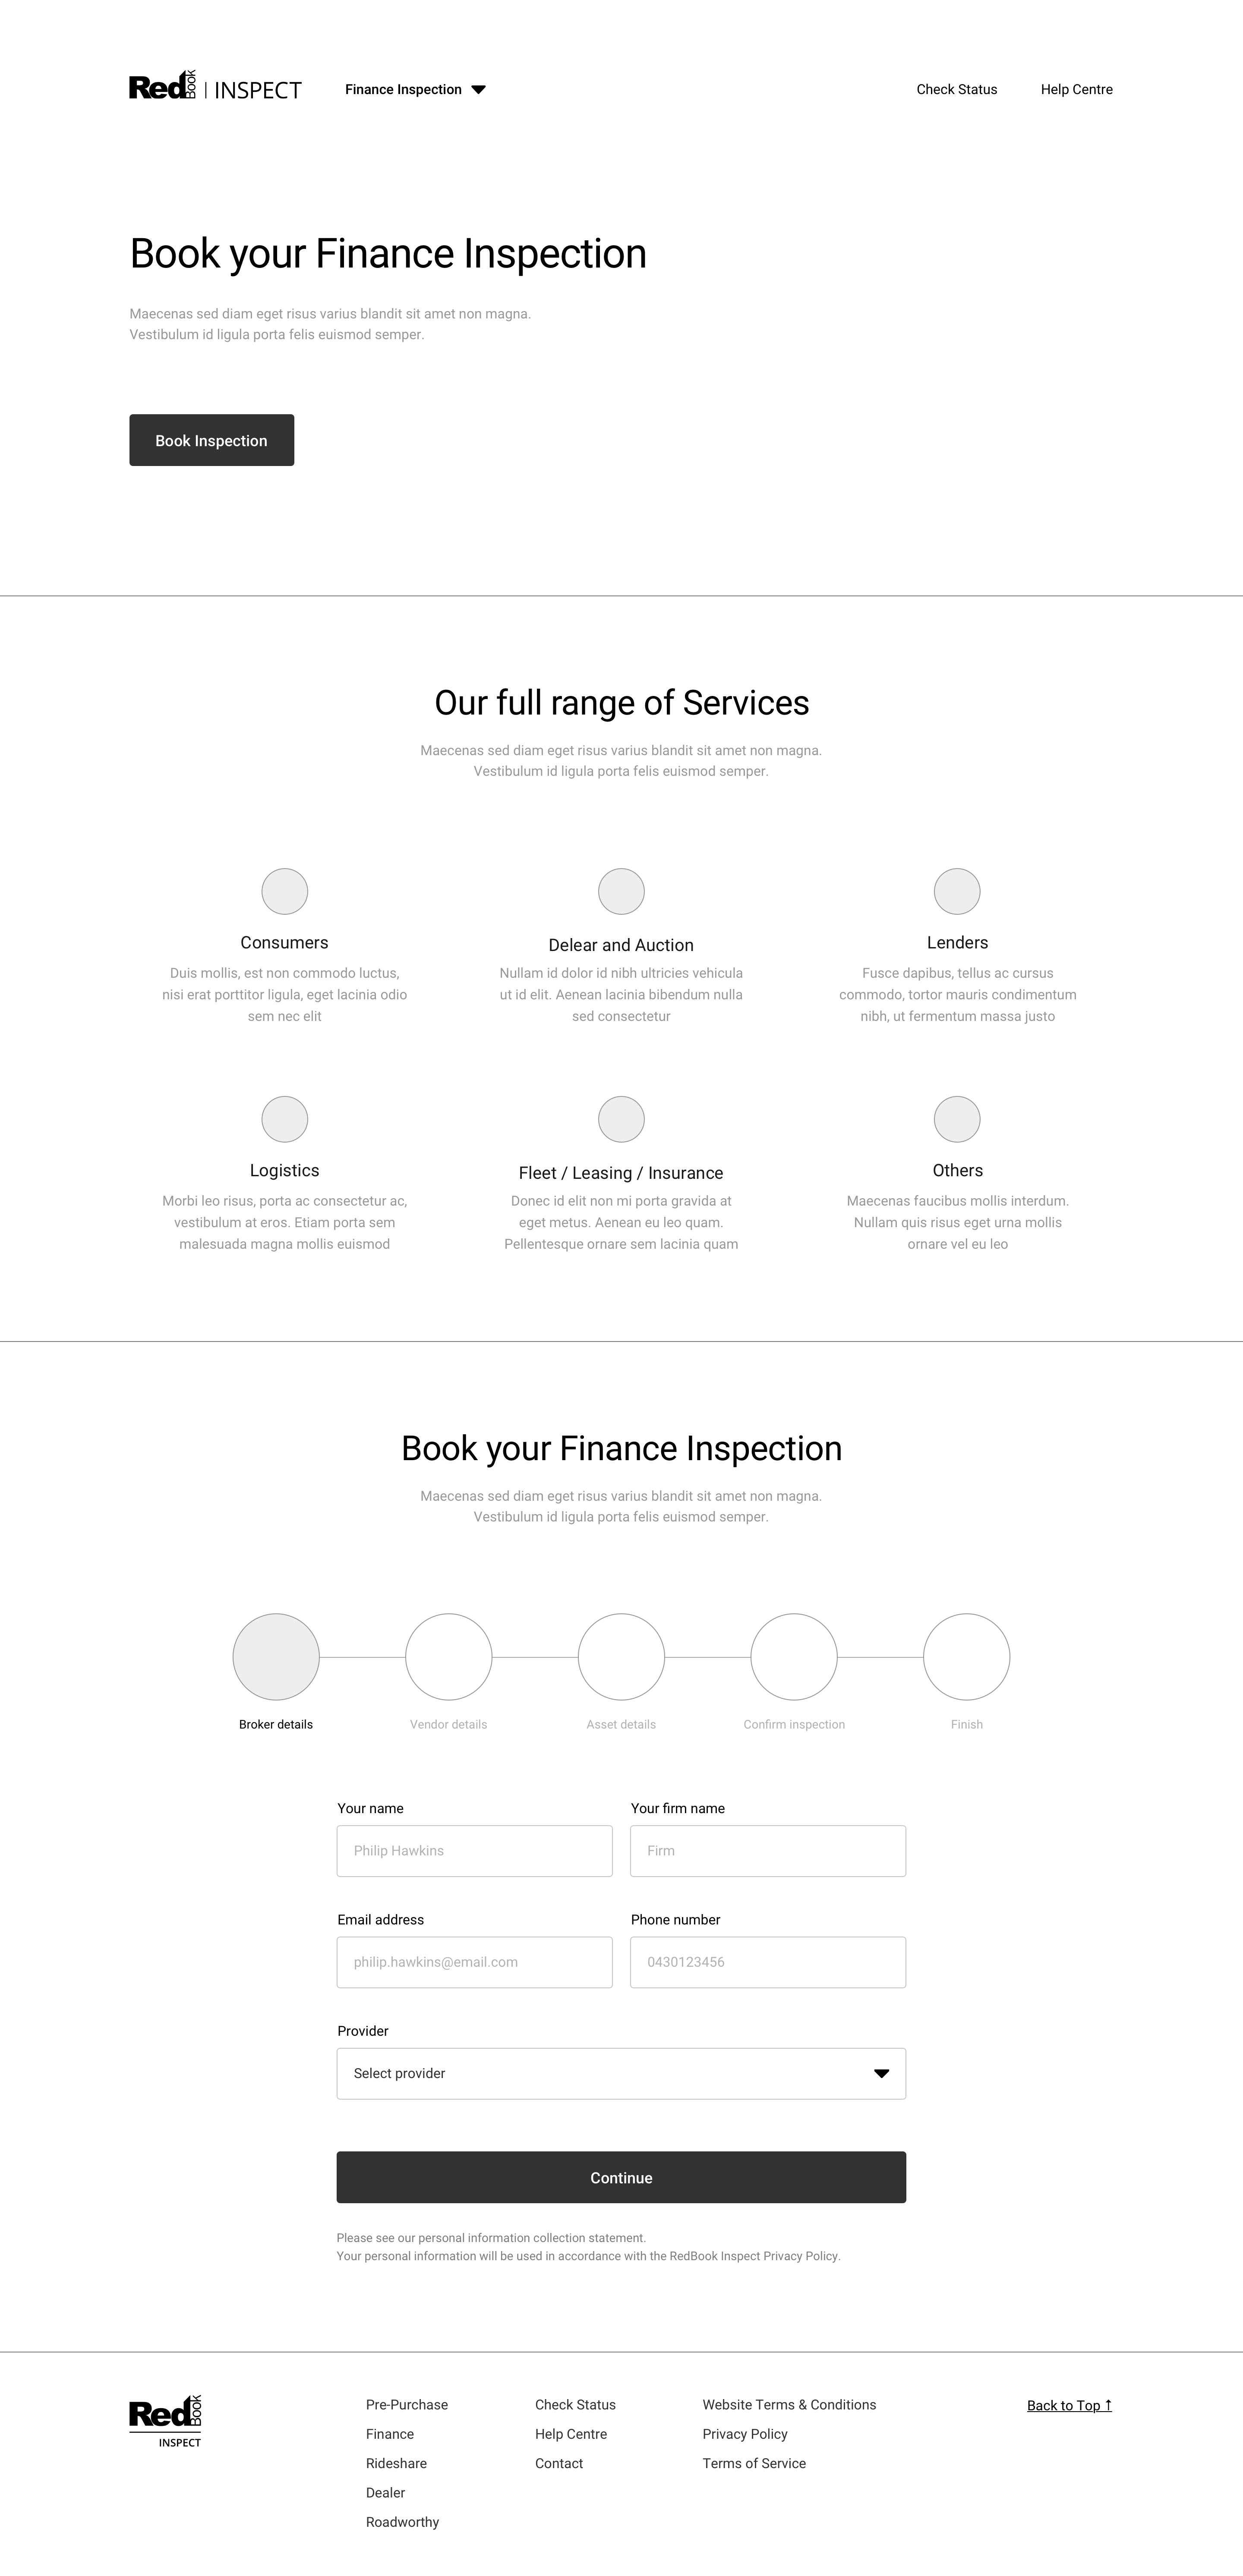 RedBook | INSPECT
Finance Inspection
Check Status
Help Centre
Book your Finance Inspection
Maecenas sed diam eget risus varius blandit sit amet non magna.
Vestibulum id ligula porta felis euismod semper.
Book Inspection
Our full range of Services
Maecenas sed diam eget risus varius blandit sit amet non magna.
Vestibulum id ligula porta felis euismod semper.
Consumers
Duis mollis, est non commodo luctus,
nisi erat porttitor ligula, eget lacinia odio
sem nec elit
Delear and Auction
Nullam id dolor id nibh ultricies vehicula
ut id elit. Aenean lacinia bibendum nulla
sed consectetur
Lenders
Fusce dapibus, tellus ac cursus
commodo, tortor mauris condimentum
nibh, ut fermentum massa justo
Logistics
Morbi leo risus, porta ac consectetur ac,
vestibulum at eros. Etiam porta sem
malesuada magna mollis euismod
Fleet / Leasing / Insurance
Donec id elit non mi porta gravida at
eget metus. Aenean eu leo quam.
Pellentesque ornare sem lacinia quam
Others
Maecenas faucibus mollis interdum.
Nullam quis risus eget urna mollis
ornare vel eu leo
Book your Finance Inspection
Maecenas sed diam eget risus varius blandit sit amet non magna.
Vestibulum id ligula porta felis euismod semper.
Broker details
Vendor details
Asset details
Confirm inspection
Finish
Your name
Philip Hawkins
Your firm name
Firm
Email address
philip.hawkins@email.com
Phone number
0430123456
Provider
Select provider
Continue
Please see our personal information collection statement.
Your personal information will be used in accordance with the RedBook Inspect Privacy Policy.
RedBook
INSPECT
Pre-Purchase
Finance
Rideshare
Dealer
Roadworthy
Check Status
Help Centre
Contact
Website Terms & Conditions
Privacy Policy
Terms of Service
Back to Top ↑